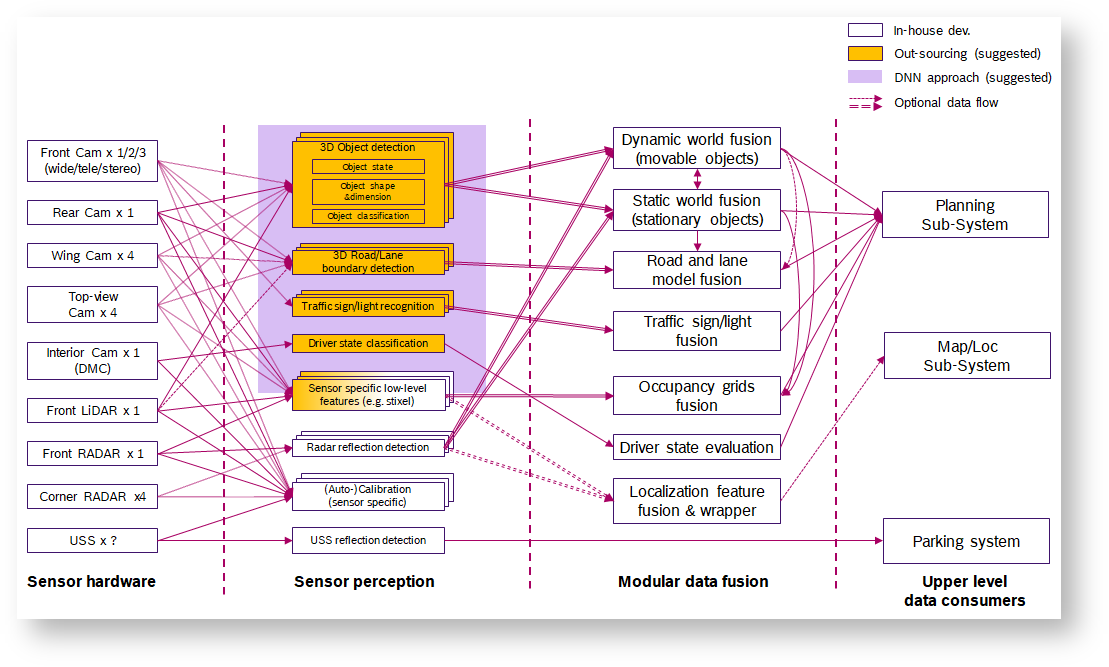 In-house dev.
Out-sourcing (suggested)
DNN approach (suggested)
Optional data flow
Front Cam x 1/2/3
(wide/tele/stereo)
Rear Cam x 1
Wing Cam x 4
Top-view
Cam x 4
Interior Cam x 1
(DMC)
Front LiDAR x 1
Front RADAR x 1
Corner RADAR x4
USS x ?
Sensor hardware
3D Object detection
Object state
Object shape
&dimension
Object classification
3D Road/Lane
boundary detection
Traffic sign/light recognition
Driver state classification
Sensor specific low-level
features (e.g. stixel)
Radar reflection detection
(Auto-)Calibration
(sensor specific)
USS reflection detection
Sensor perception
Dynamic world fusion
(movable objects)
Static world fusion
(stationary objects)
Road and lane
model fusion
Traffic sign/light
fusion
Occupancy grids
fusion
Driver state evaluation
Localization feature
fusion & wrapper
Modular data fusion
Planning
Sub-System
Map/Loc
Sub-System
Parking system
Upper level
data consumers